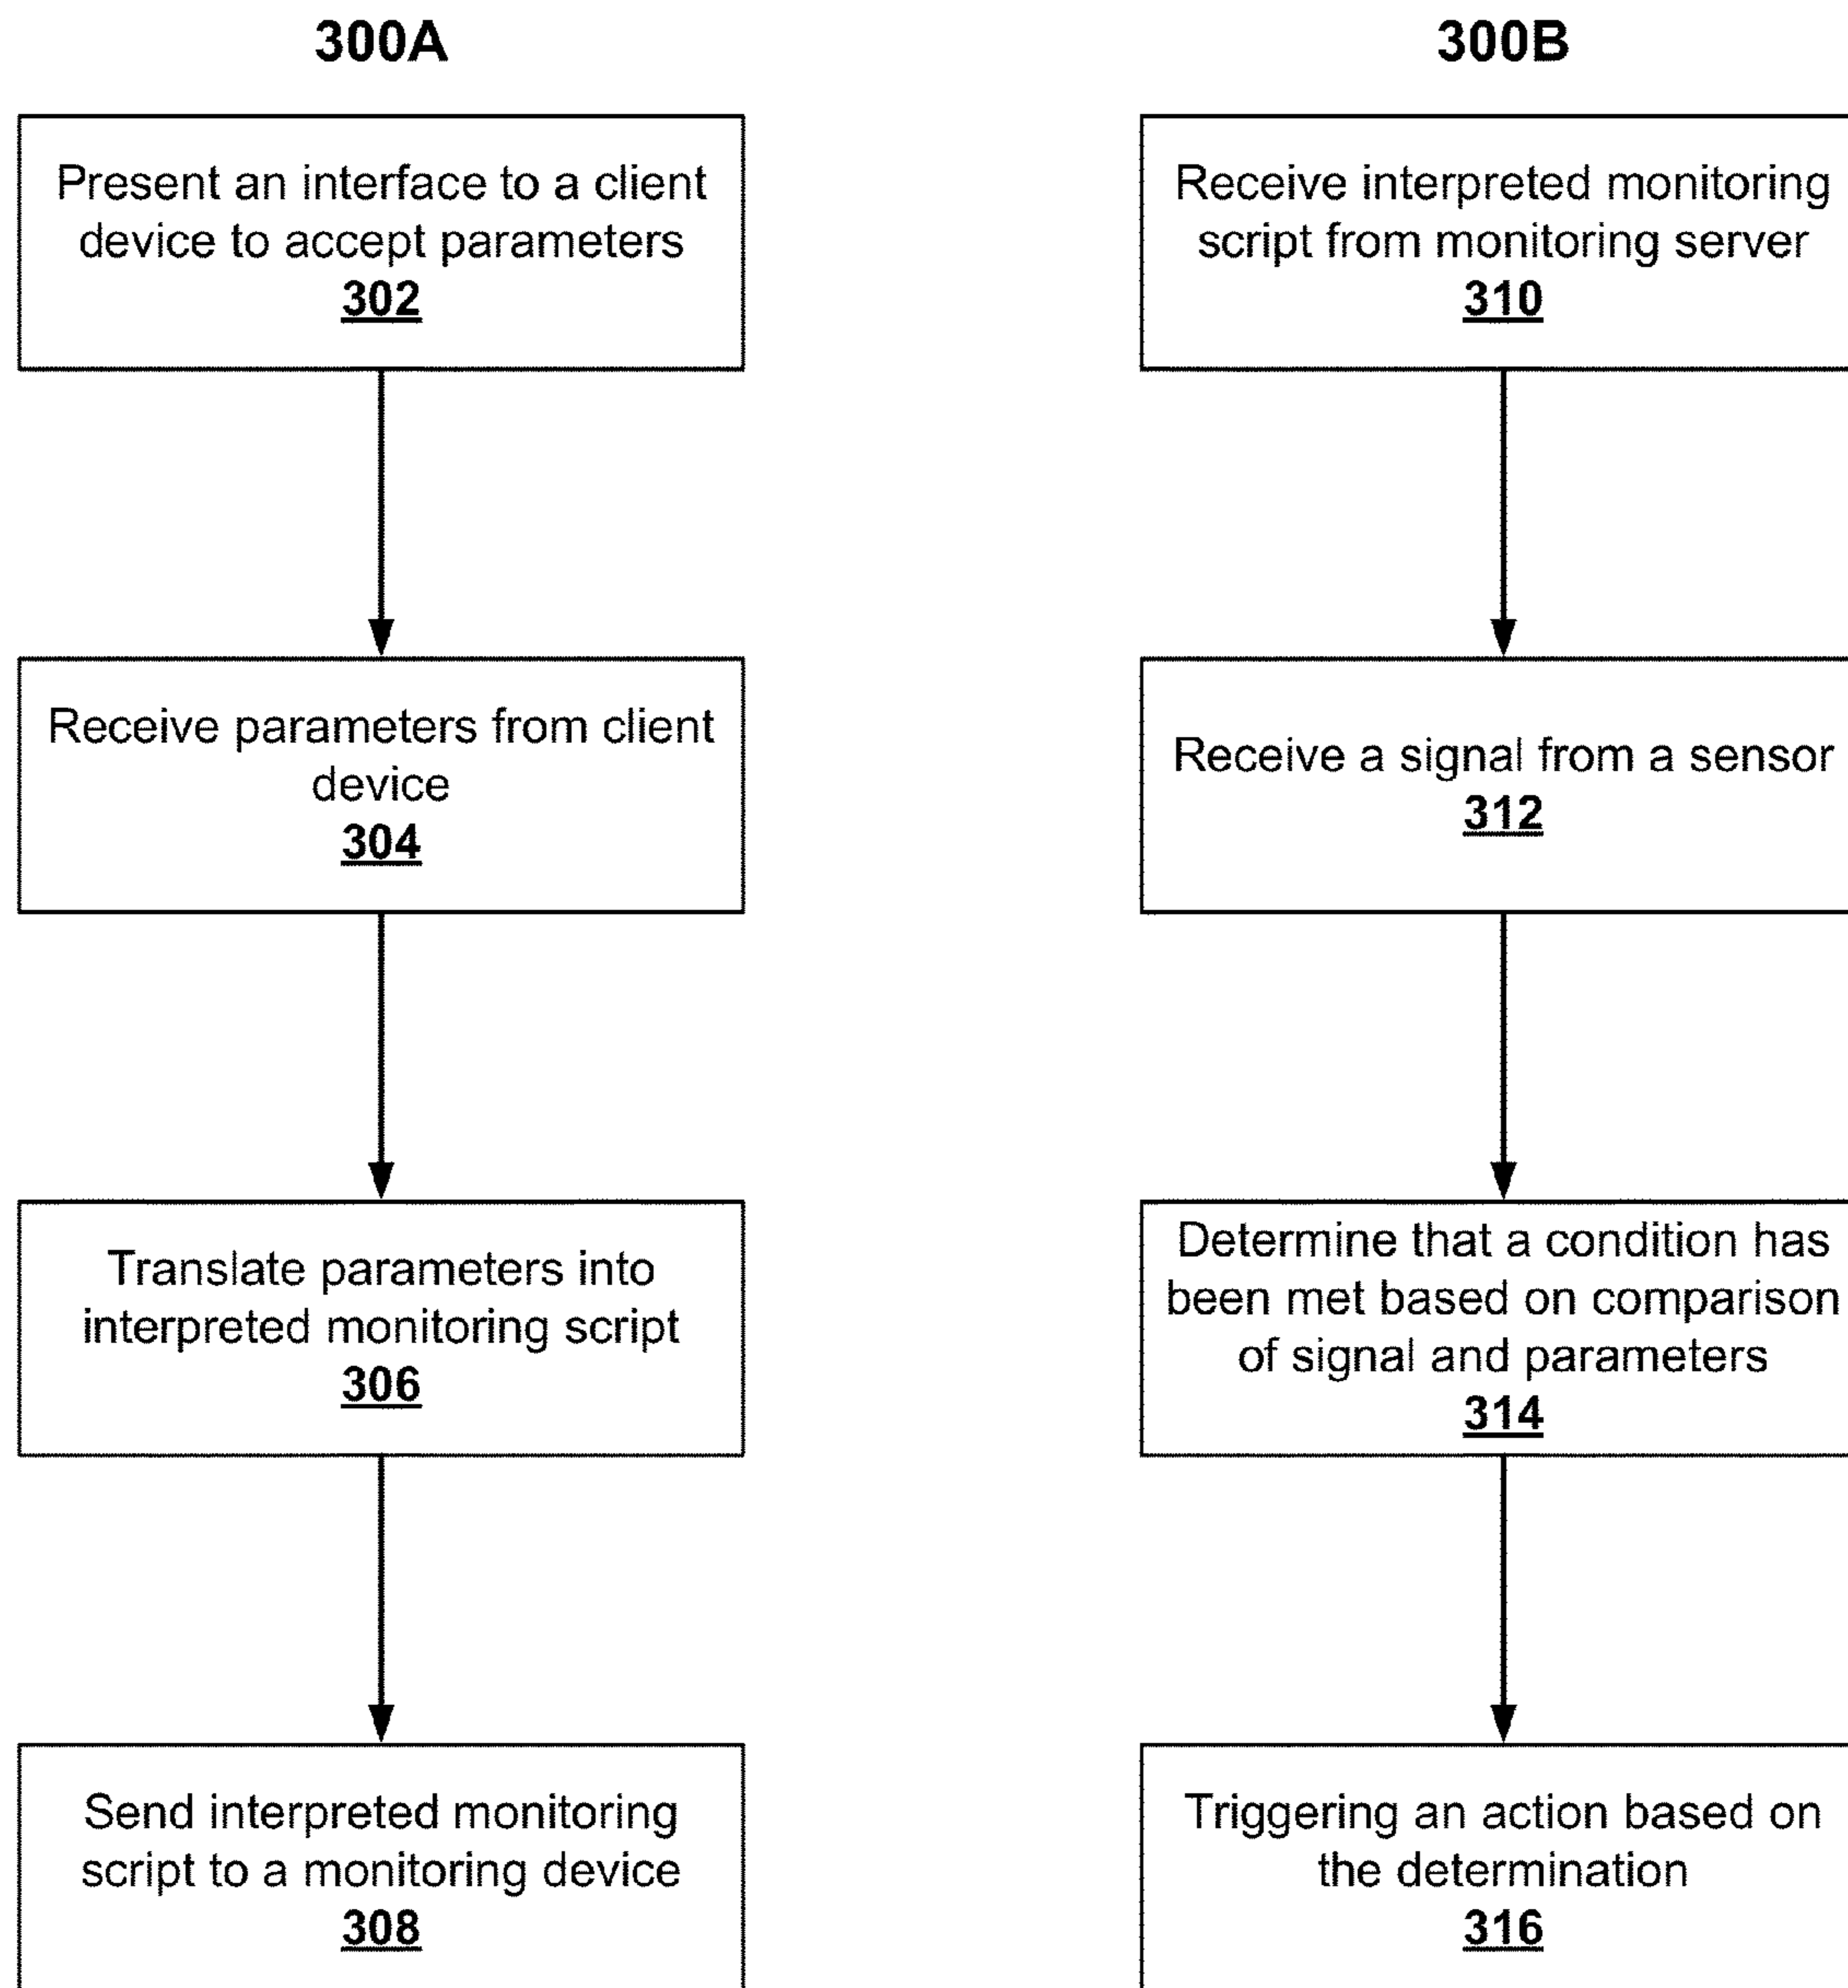 300A
Present an interface to a client
device to accept parameters
302
Receive parameters from client
device
304
Translate parameters into
interpreted monitoring script
306
Send interpreted monitoring
script to a monitoring device
308
300B
Receive interpreted monitoring
script from monitoring server
310
Receive a signal from a sensor
312
Determine that a condition has
been met based on comparison
of signal and parameters
314
Triggering an action based on
the determination
316